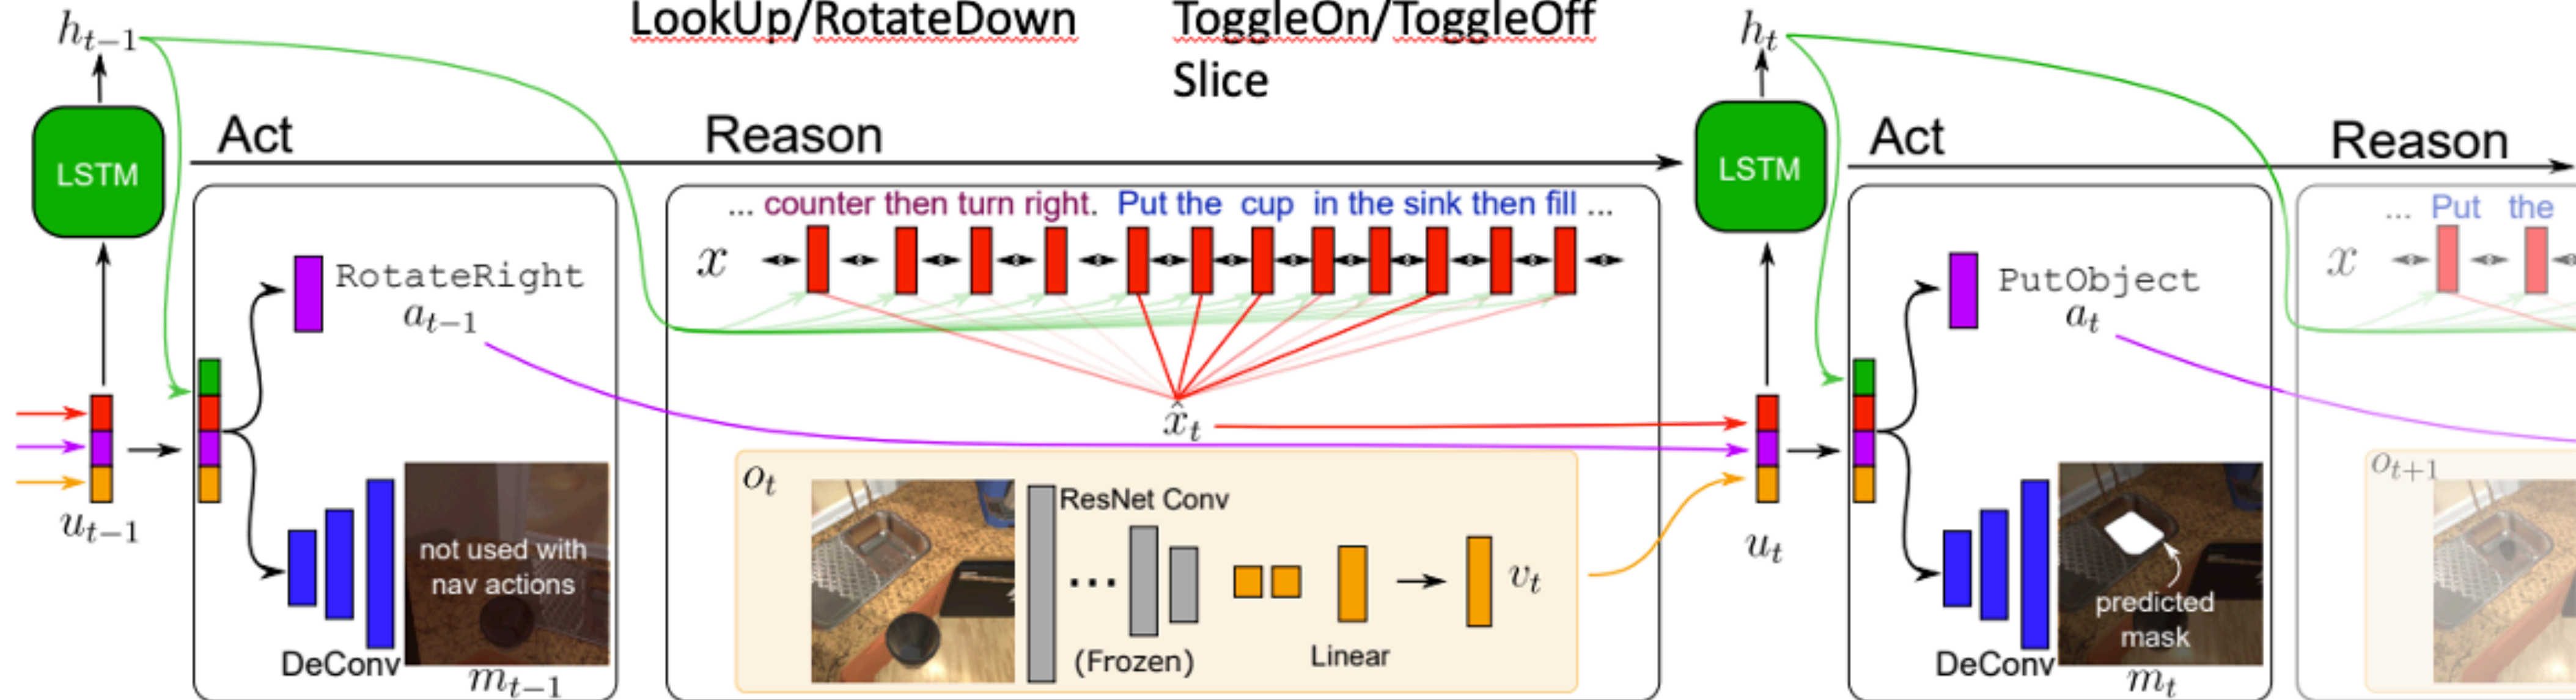 LookUp/RotateDown
ToggleOn/ToggleOff
Slice
h_{t-1}
LSTM
Act
Reason
h_t
LSTM
Act
Reason
RotateRight
a_{t-1}
u_{t-1}
DeConv
not used with
nav actions
m_{t-1}
... counter then turn right. Put the cup in the sink then fill ...
x
x̂_t
o_t
ResNet Conv
...
(Frozen)
Linear
v_t
u_t
PutObject
a_t
DeConv
predicted
mask
m_t
... Put the
x
o_{t+1}